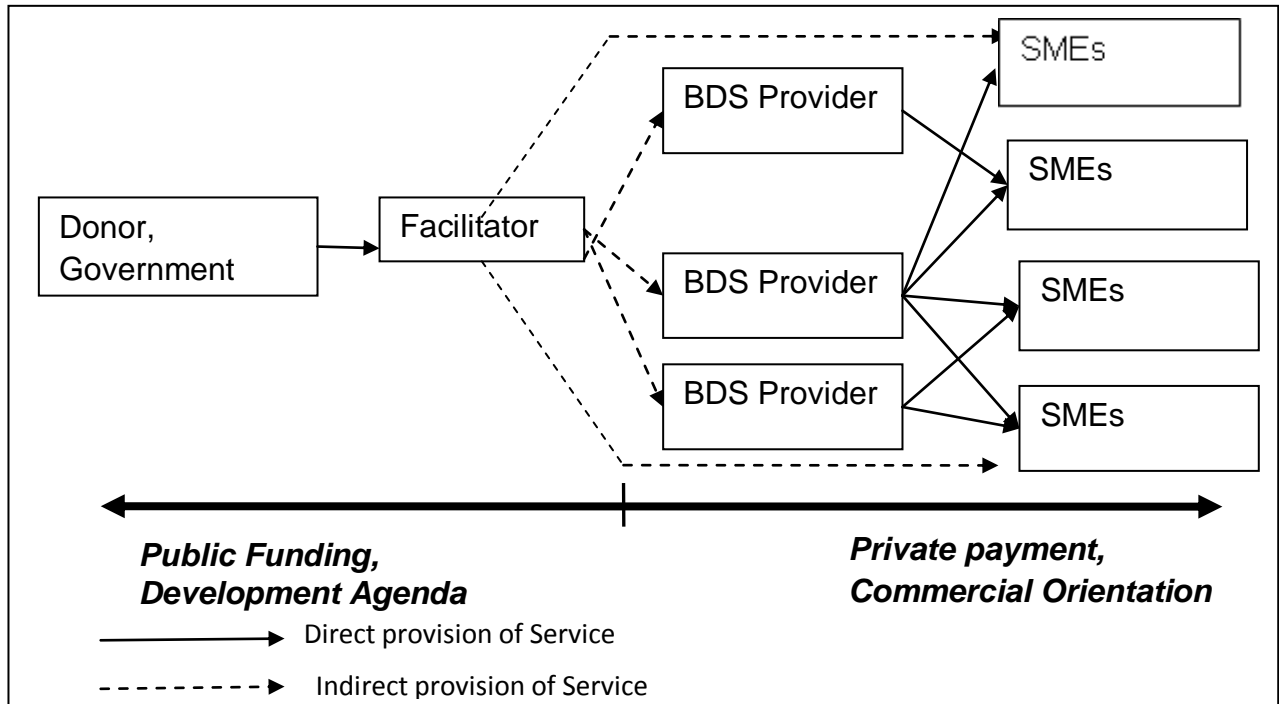 SMEs
BDS Provider
SMEs
Donor,
Government
Facilitator
BDS Provider
SMEs
BDS Provider
SMEs
Public Funding,
Development Agenda
Private payment,
Commercial Orientation
Direct provision of Service
Indirect provision of Service